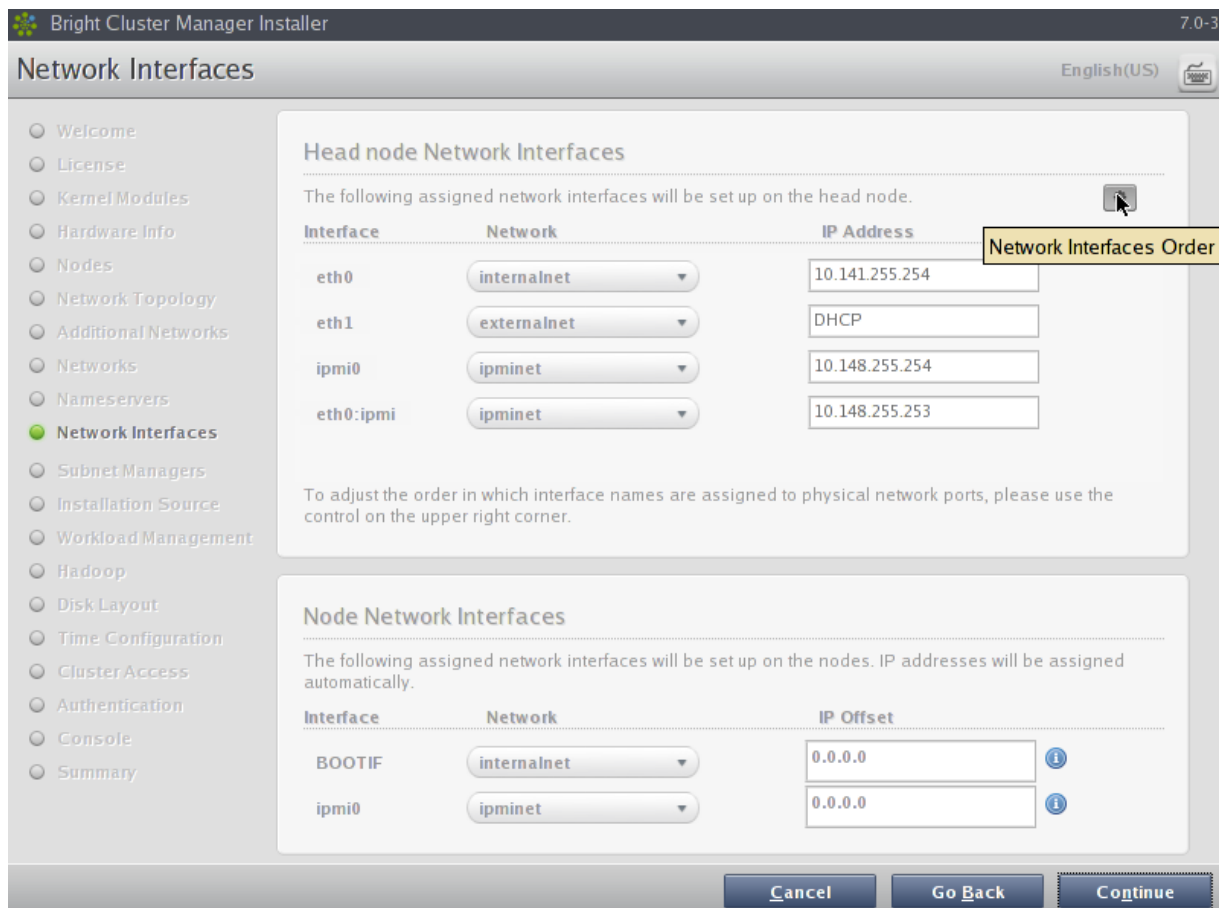 Bright Cluster Manager Installer 7.0-3
Network Interfaces English(US)
Welcome
License
Kernel Modules
Hardware Info
Nodes
Network Topology
Additional Networks
Networks
Nameservers
Network Interfaces
Subnet Managers
Installation Source
Workload Management
Hadoop
Disk Layout
Time Configuration
Cluster Access
Authentication
Console
Summary
Head node Network Interfaces
The following assigned network interfaces will be set up on the head node.
Network Interfaces Order
Interface Network IP Address
eth0 internalnet 10.141.255.254
eth1 externalnet DHCP
ipmi0 ipminet 10.148.255.254
eth0:ipmi ipminet 10.148.255.253
To adjust the order in which interface names are assigned to physical network ports, please use the
control on the upper right corner.
Node Network Interfaces
The following assigned network interfaces will be set up on the nodes. IP addresses will be assigned
automatically.
Interface Network IP Offset
BOOTIF internalnet 0.0.0.0
ipmi0 ipminet 0.0.0.0
Cancel Go Back Continue